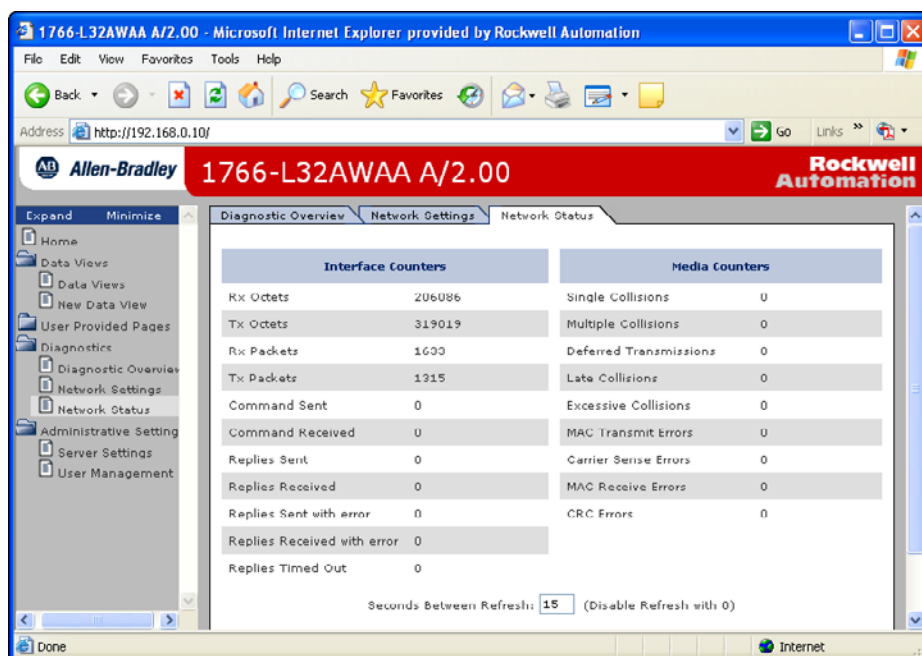 1766-L32AWAA A/2.00 - Microsoft Internet Explorer provided by Rockwell Automation
File Edit View Favorites Tools Help
Back Search Favorites
Address http://192.168.0.10/ Go Links »
AB Allen-Bradley 1766-L32AWAA A/2.00 Rockwell Automation
Expand Minimize
Home
Data Views
Data Views
New Data View
User Provided Pages
Diagnostics
Diagnostic Overview
Network Settings
Network Status
Administrative Setting
Server Settings
User Management
Diagnostic Overview Network Settings Network Status
Interface Counters
Rx Octets 206086
Tx Octets 319019
Rx Packets 1633
Tx Packets 1315
Command Sent 0
Command Received 0
Replies Sent 0
Replies Received 0
Replies Sent with error 0
Replies Received with error 0
Replies Timed Out 0
Media Counters
Single Collisions 0
Multiple Collisions 0
Deferred Transmissions 0
Late Collisions 0
Excessive Collisions 0
MAC Transmit Errors 0
Carrier Sense Errors 0
MAC Receive Errors 0
CRC Errors 0
Seconds Between Refresh: 15 (Disable Refresh with 0)
Done Internet